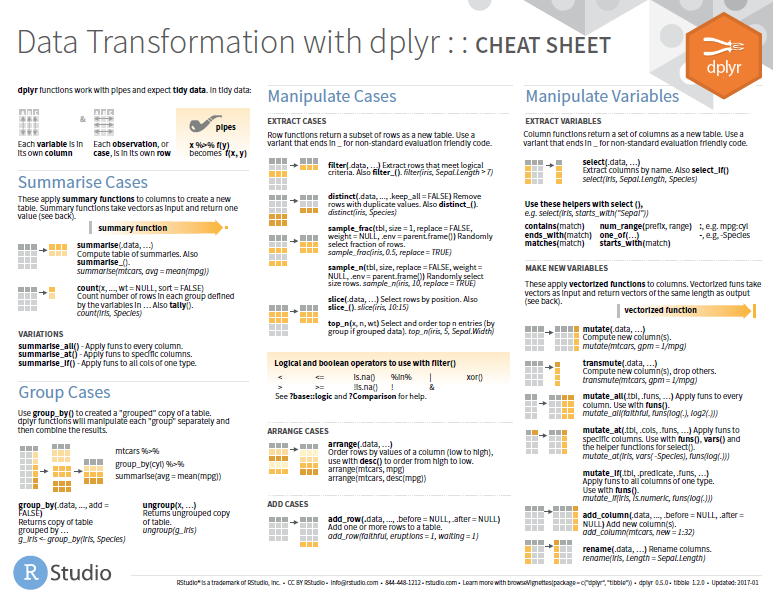 Data Transformation with dplyr : : CHEAT SHEET
dplyr
dplyr functions work with pipes and expect tidy data. In tidy data:
A B C
A B C
&
pipes
Each variable is in
its own column
Each observation, or
case, is in its own row
x %>% f(y)
becomes f(x, y)
Summarise Cases
These apply summary functions to columns to create a new
table. Summary functions take vectors as input and return one
value (see back).
summary function
summarise(.data, …)
Compute table of summaries. Also
summarise_().
summarise(mtcars, avg = mean(mpg))
count(x, ..., wt = NULL, sort = FALSE)
Count number of rows in each group defined
by the variables in … Also tally().
count(iris, Species)
VARIATIONS
summarise_all() - Apply funs to every column.
summarise_at() - Apply funs to specific columns.
summarise_if() - Apply funs to all cols of one type.
Group Cases
Use group_by() to created a "grouped" copy of a table.
dplyr functions will manipulate each "group" separately and
then combine the results.
mtcars %>%
group_by(cyl) %>%
summarise(avg = mean(mpg))
group_by(.data, ..., add =
FALSE)
Returns copy of table
grouped by …
g_iris <- group_by(iris, Species)
ungroup(x, …)
Returns ungrouped copy
of table.
ungroup(g_iris)
Manipulate Cases
EXTRACT CASES
Row functions return a subset of rows as a new table. Use a
variant that ends in _ for non-standard evaluation friendly code.
filter(.data, …) Extract rows that meet logical
criteria. Also filter_(). filter(iris, Sepal.Length > 7)
distinct(.data, ..., .keep_all = FALSE) Remove
rows with duplicate values. Also distinct_().
distinct(iris, Species)
sample_frac(tbl, size = 1, replace = FALSE,
weight = NULL, .env = parent.frame()) Randomly
select fraction of rows.
sample_frac(iris, 0.5, replace = TRUE)
sample_n(tbl, size, replace = FALSE, weight =
NULL, .env = parent.frame()) Randomly select
size rows. sample_n(iris, 10, replace = TRUE)
slice(.data, …) Select rows by position. Also
slice_(). slice(iris, 10:15)
top_n(x, n, wt) Select and order top n entries (by
group if grouped data). top_n(iris, 5, Sepal.Width)
Logical and boolean operators to use with filter()
< <= is.na() %in% | xor()
> >= !is.na() ! &
See ?base::logic and ?Comparison for help.
ARRANGE CASES
arrange(.data, …)
Order rows by values of a column (low to high),
use with desc() to order from high to low.
arrange(mtcars, mpg)
arrange(mtcars, desc(mpg))
ADD CASES
add_row(.data, ..., .before = NULL, .after = NULL)
Add one or more rows to a table.
add_row(faithful, eruptions = 1, waiting = 1)
Manipulate Variables
EXTRACT VARIABLES
Column functions return a set of columns as a new table. Use a
variant that ends in _ for non-standard evaluation friendly code.
select(.data, …)
Extract columns by name. Also select_if()
select(iris, Sepal.Length, Species)
Use these helpers with select (),
e.g. select(iris, starts_with("Sepal"))
contains(match) num_range(prefix, range) :, e.g. mpg:cyl
ends_with(match) one_of(…) -, e.g, -Species
matches(match) starts_with(match)
MAKE NEW VARIABLES
These apply vectorized functions to columns. Vectorized funs take
vectors as input and return vectors of the same length as output
(see back).
vectorized function
mutate(.data, …)
Compute new column(s).
mutate(mtcars, gpm = 1/mpg)
transmute(.data, …)
Compute new column(s), drop others.
transmute(mtcars, gpm = 1/mpg)
mutate_all(.tbl, .funs, …) Apply funs to every
column. Use with funs().
mutate_all(faithful, funs(log(.), log2(.)))
mutate_at(.tbl, .cols, .funs, …) Apply funs to
specific columns. Use with funs(), vars() and
the helper functions for select().
mutate_at(iris, vars( -Species), funs(log(.)))
mutate_if(.tbl, .predicate, .funs, …)
Apply funs to all columns of one type.
Use with funs().
mutate_if(iris, is.numeric, funs(log(.)))
add_column(.data, ..., .before = NULL, .after =
NULL) Add new column(s).
add_column(mtcars, new = 1:32)
rename(.data, …) Rename columns.
rename(iris, Length = Sepal.Length)
R Studio
RStudio® is a trademark of RStudio, Inc. • CC BY RStudio • info@rstudio.com • 844-448-1212 • rstudio.com • Learn more with browseVignettes(package = c("dplyr", "tibble")) • dplyr 0.5.0 • tibble 1.2.0 • Updated: 2017-01